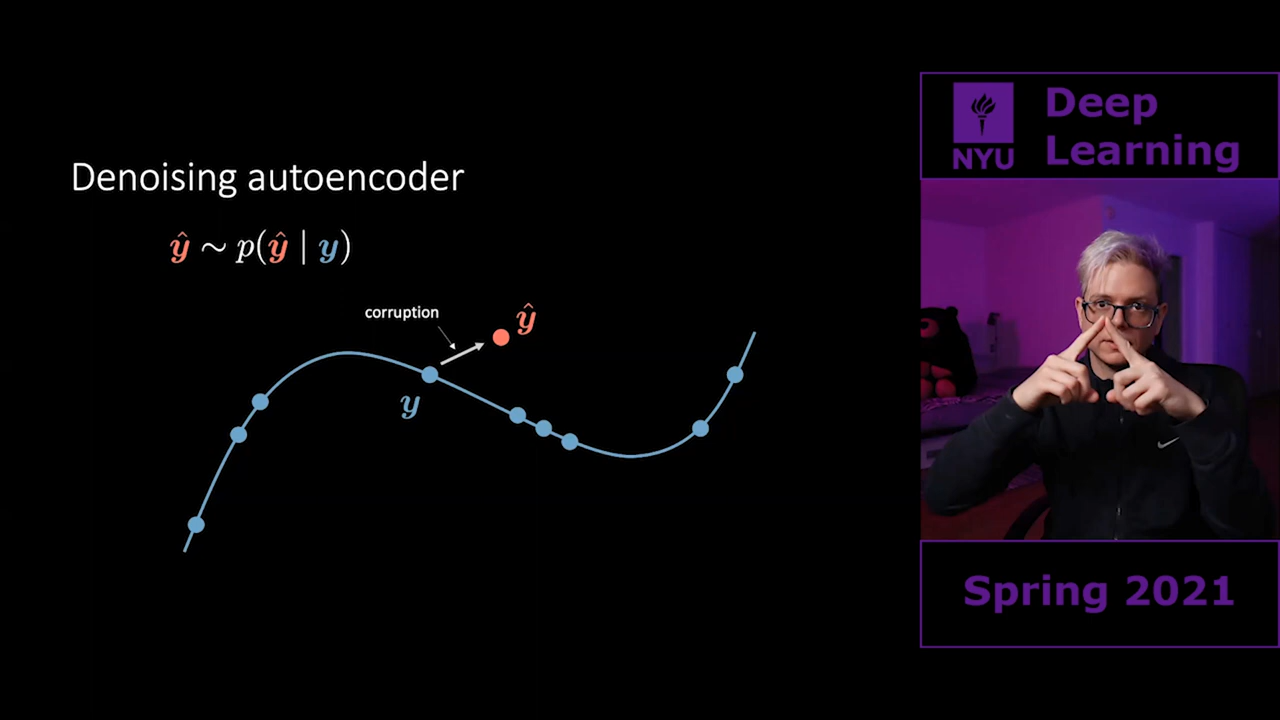 Denoising autoencoder
ŷ ∼ p(ŷ | y)
corruption
ŷ
y
NYU
Deep
Learning
Spring 2021